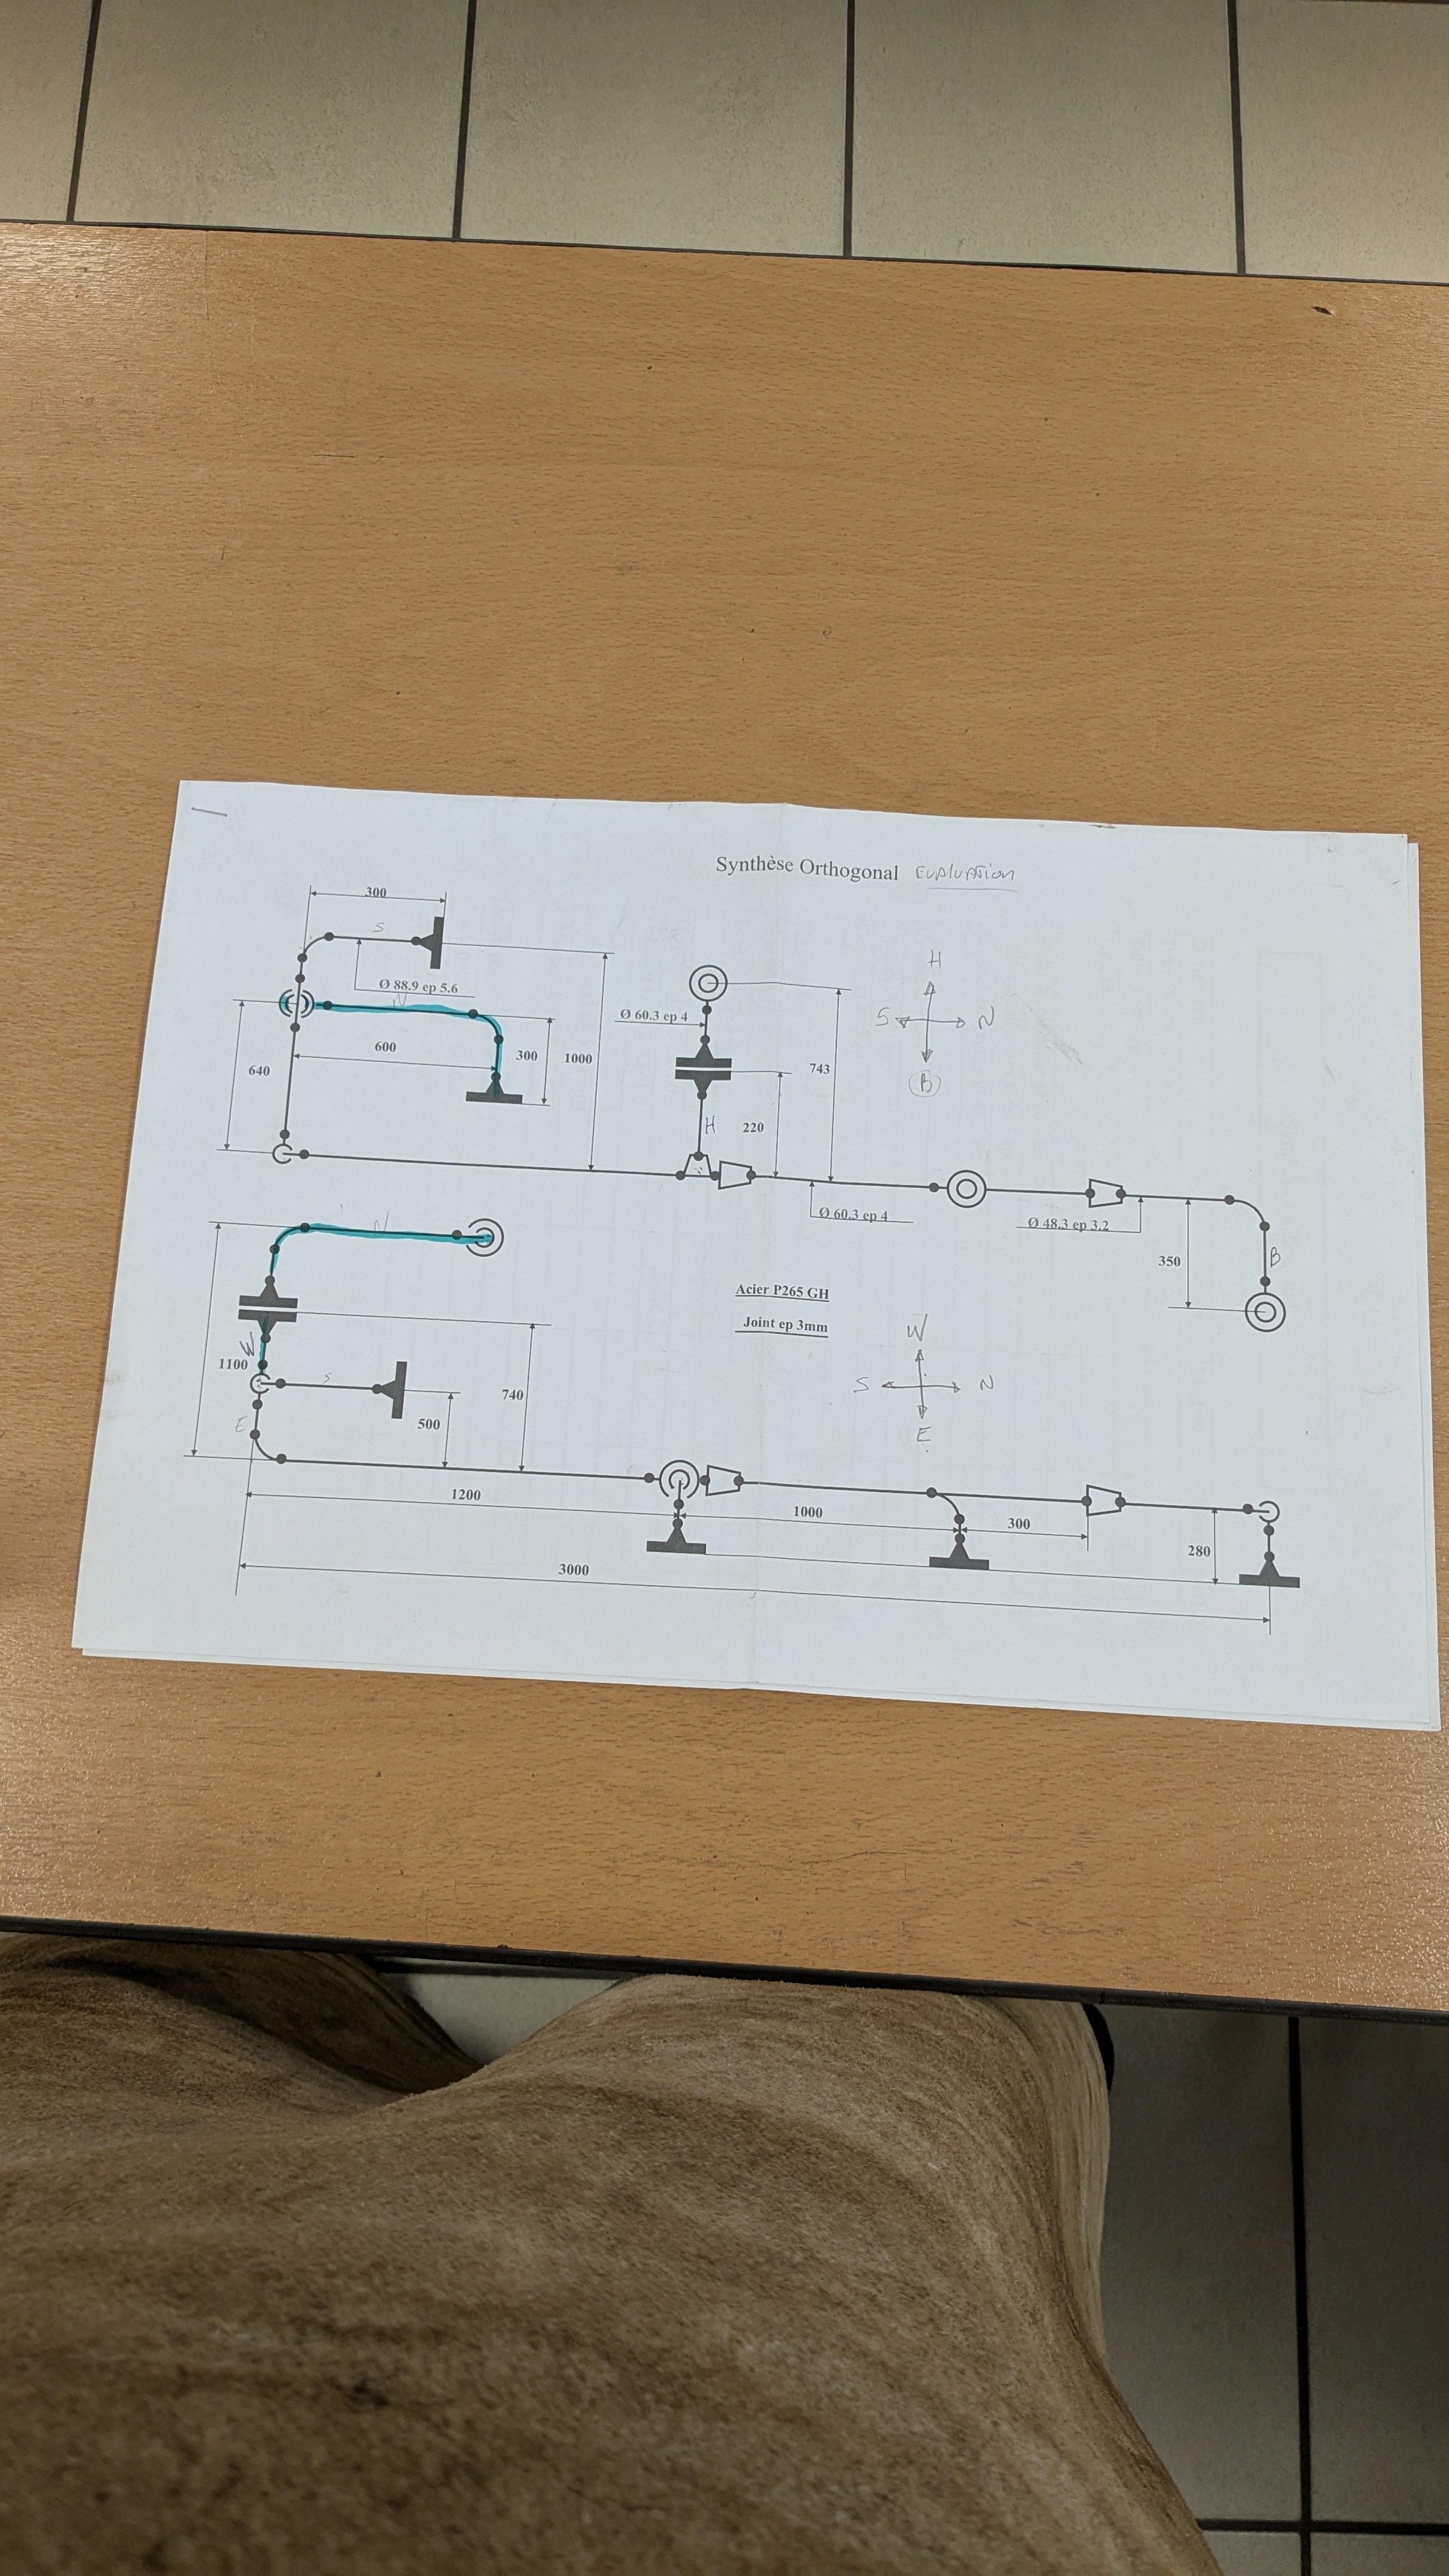 Synthèse Orthogonal Evaluation
300
S
Ø 88.9 ep 5.6
N
600
300
1000
640
Ø 60.3 ep 4
743
H
220
H
S
N
B
Ø 60.3 ep 4
Ø 48.3 ep 3.2
350
B
N
1100
W
S
E
740
500
Acier P265 GH
Joint ep 3mm
W
S
N
E
1200
1000
300
280
3000